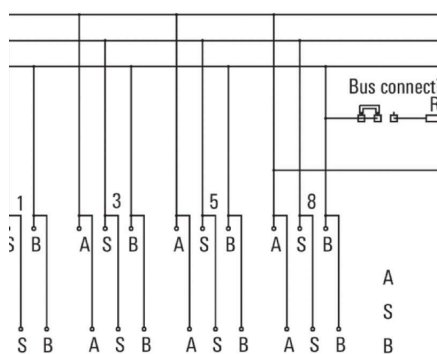 Bus connecti
R
1 3 5 8
S B A S B A S B A S B
A
S B A S B A S B A S B
S
B